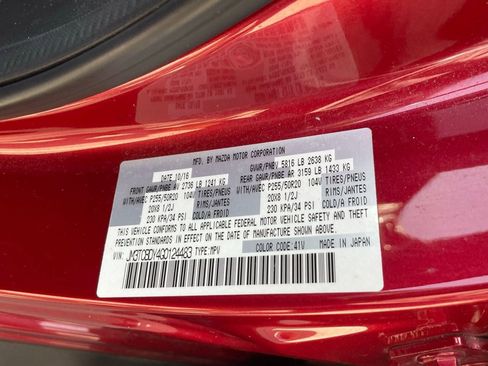 MFD. BY MAZDA MOTOR CORPORATION
DATE 10/16 GVWR/PNBV 5816 LB 2638 KG
FRONT GAWR/PNBE AV 2736 LB 1241 KG GAWR/PNBE AR 3159 LB 1433 KG
WITH/AVEC P255/50R20 104V TIRES/PNEUS WITH/AVEC P255/50R20 104V TIRES/PNEUS
20X8 1/2J RIMS/JANTES 20X8 1/2J RIMS/JANTES
230 KPA/34 PSI COLD/A FROID 230 KPA/34 PSI COLD/A FROID
THIS VEHICLE CONFORMS TO ALL APPLICABLE FEDERAL MOTOR VEHICLE SAFETY AND THEFT
PREVENTION STANDARDS IN EFFECT ON THE DATE OF MANUFACTURE SHOWN ABOVE.
VIN: JM3TCBDY4G0124483 TYPE:MPV COLOR CODE:41V MADE IN JAPAN